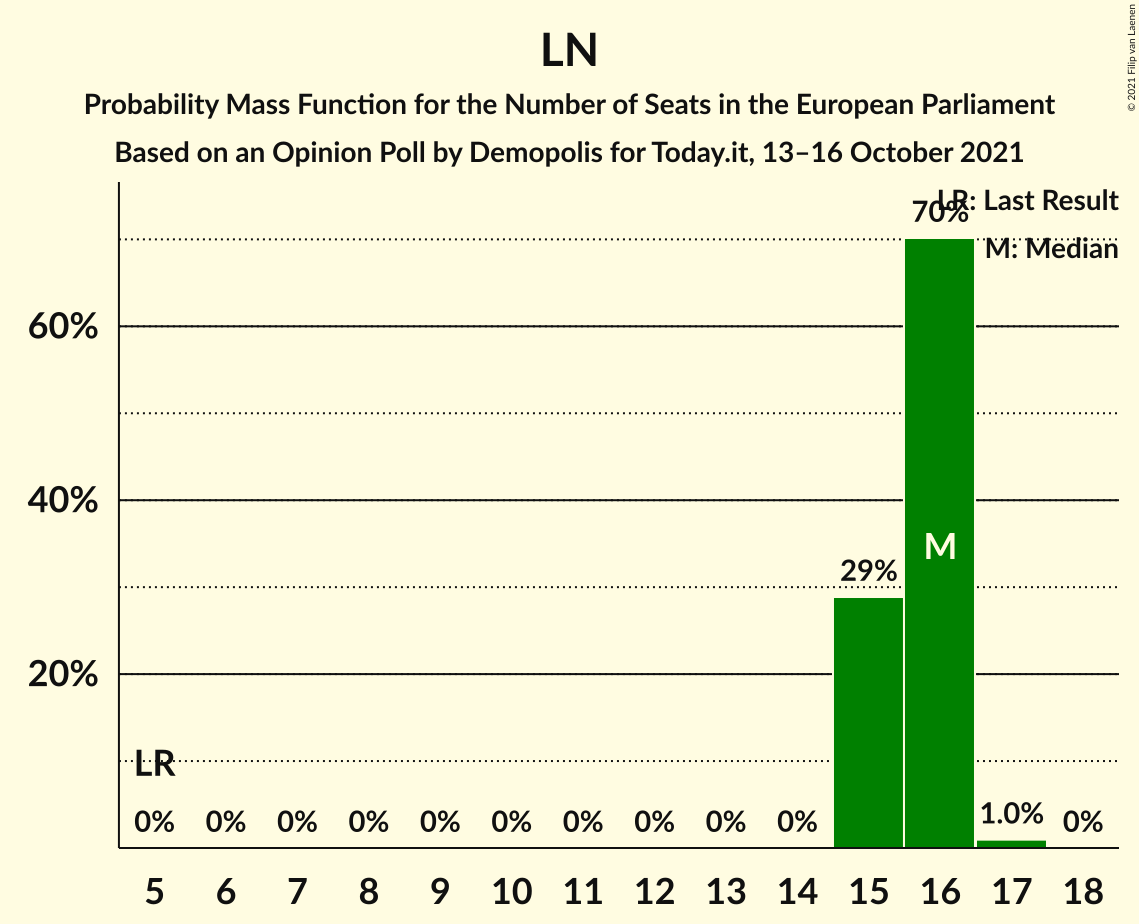 LN
Probability Mass Function for the Number of Seats in the European Parliament
Based on an Opinion Poll by Demopolis for Today.it, 13–16 October 2021
© 2021 Filip van Laenen
LR: Last Result
M: Median
70%
60%
40%
M
29%
20%
LR
0% 0% 0% 0% 0% 0% 0% 0% 0% 0% 1.0% 0%
5 6 7 8 9 10 11 12 13 14 15 16 17 18